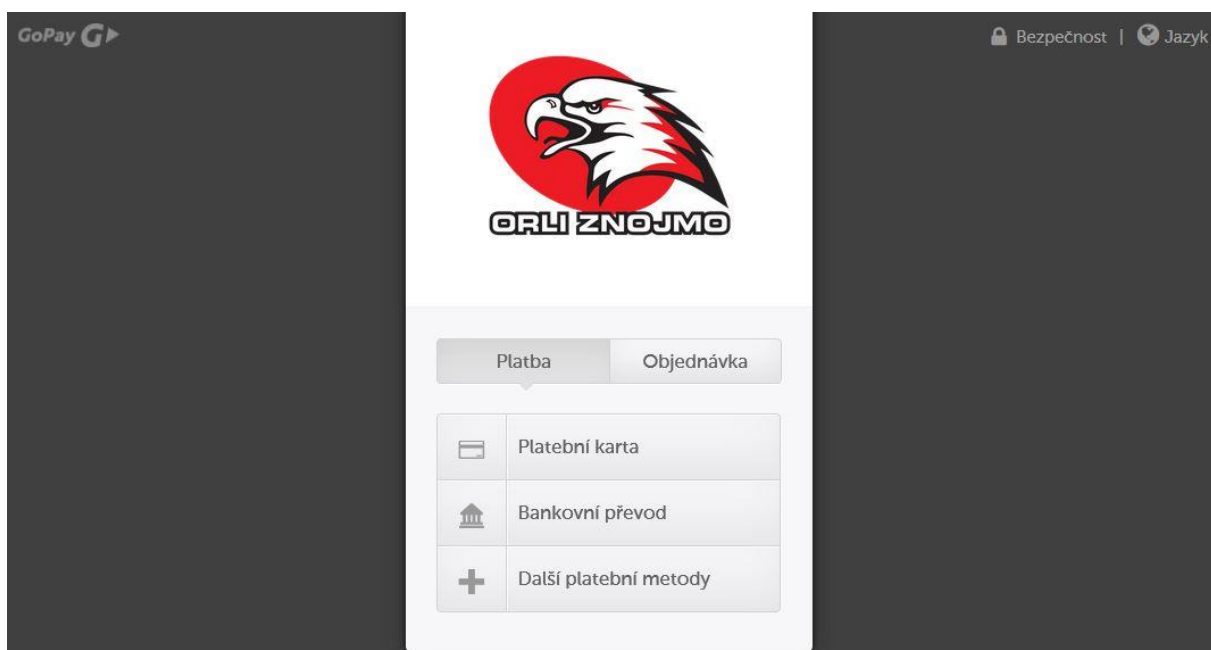 GoPay G
Bezpečnost | Jazyk
ORLI ZNOJMO
Platba
Objednávka
Platební karta
Bankovní převod
Další platební metody